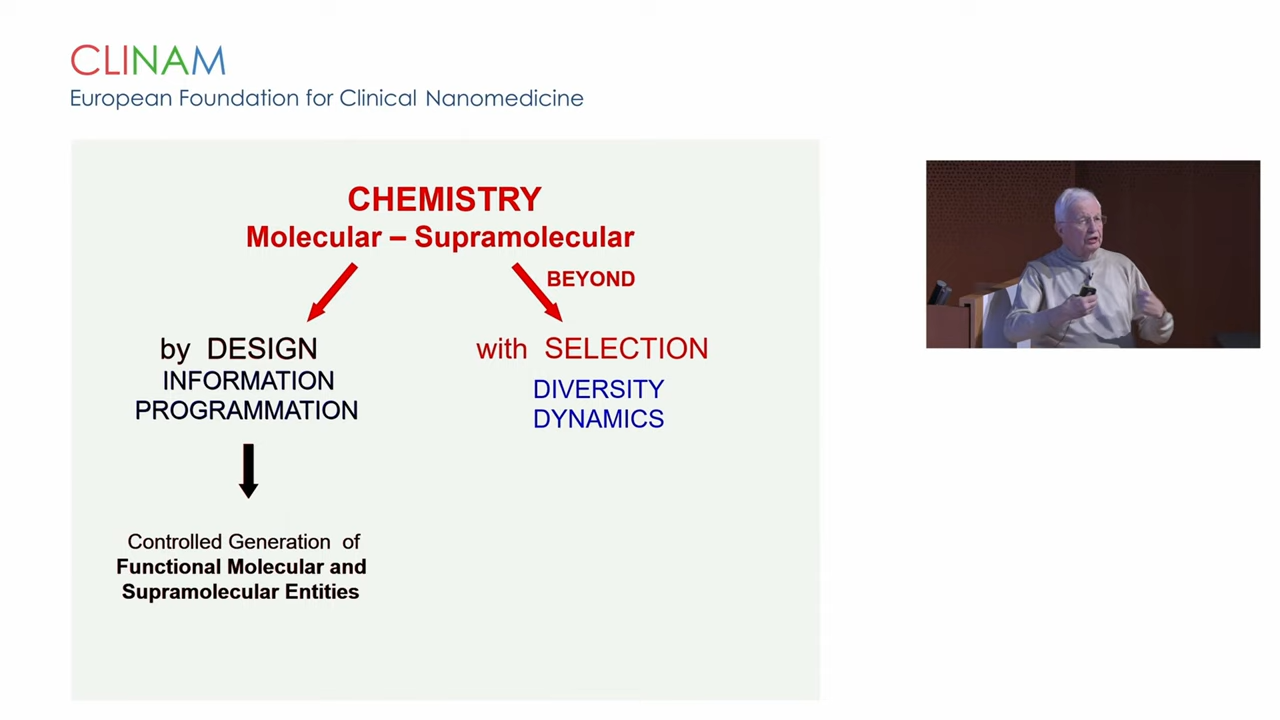 CLINAM
European Foundation for Clinical Nanomedicine
CHEMISTRY
Molecular – Supramolecular
BEYOND
by DESIGN
INFORMATION
PROGRAMMATION
with SELECTION
DIVERSITY
DYNAMICS
Controlled Generation of
Functional Molecular and
Supramolecular Entities